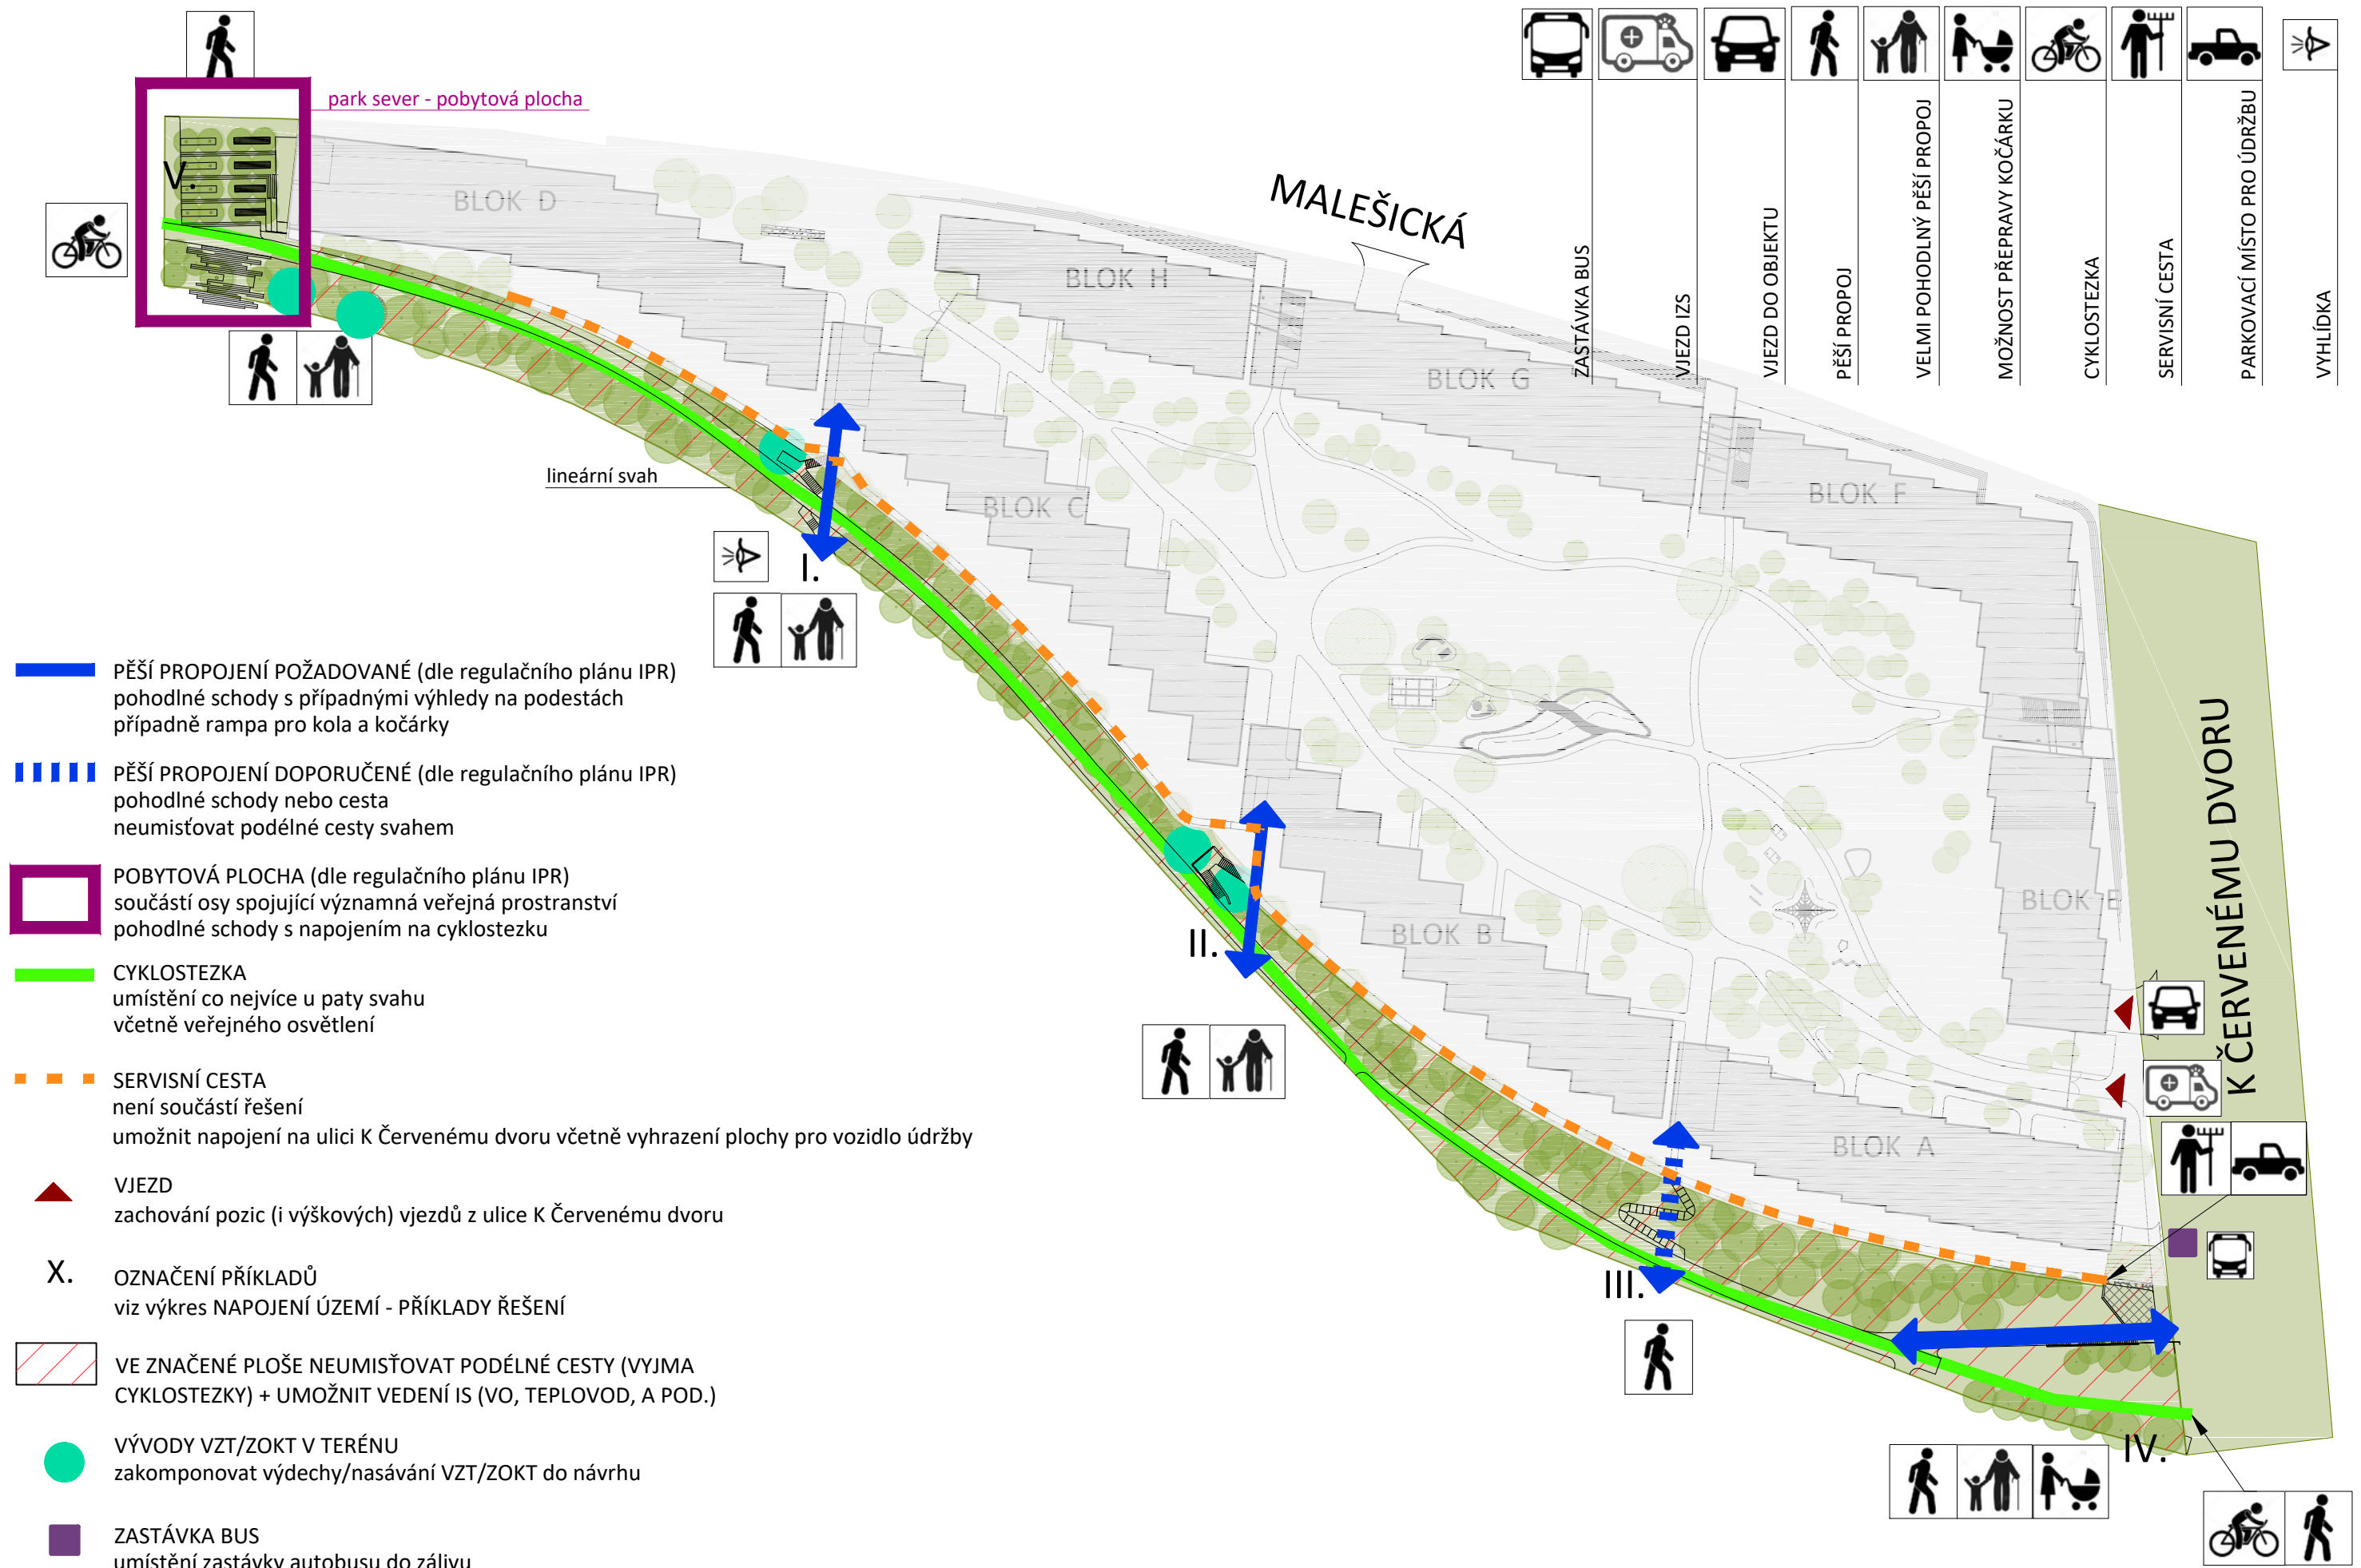 park sever - pobytová plocha
V.
BLOK D
MALEŠICKÁ
BLOK H
BLOK G
BLOK C
BLOK F
BLOK B
BLOK E
BLOK A
K ČERVENÉMU DVORU
lineární svah
I.
II.
III.
IV.
ZASTÁVKA BUS
VJEZD IZS
VJEZD DO OBJEKTU
PĚŠÍ PROPOJ
VELMI POHODLNÝ PĚŠÍ PROPOJ
MOŽNOST PŘEPRAVY KOČÁRKU
CYKLOSTEZKA
SERVISNÍ CESTA
PARKOVACÍ MÍSTO PRO ÚDRŽBU
VYHLÍDKA
PĚŠÍ PROPOJENÍ POŽADOVANÉ (dle regulačního plánu IPR)
pohodlné schody s případnými výhledy na podestách
případně rampa pro kola a kočárky
PĚŠÍ PROPOJENÍ DOPORUČENÉ (dle regulačního plánu IPR)
pohodlné schody nebo cesta
neumisťovat podélné cesty svahem
POBYTOVÁ PLOCHA (dle regulačního plánu IPR)
součástí osy spojující významná veřejná prostranství
pohodlné schody s napojením na cyklostezku
CYKLOSTEZKA
umístění co nejvíce u paty svahu
včetně veřejného osvětlení
SERVISNÍ CESTA
není součástí řešení
umožnit napojení na ulici K Červenému dvoru včetně vyhrazení plochy pro vozidlo údržby
VJEZD
zachování pozic (i výškových) vjezdů z ulice K Červenému dvoru
X.
OZNAČENÍ PŘÍKLADŮ
viz výkres NAPOJENÍ ÚZEMÍ - PŘÍKLADY ŘEŠENÍ
VE ZNAČENÉ PLOŠE NEUMISŤOVAT PODÉLNÉ CESTY (VYJMA
CYKLOSTEZKY) + UMOŽNIT VEDENÍ IS (VO, TEPLOVOD, A POD.)
VÝVODY VZT/ZOKT V TERÉNU
zakomponovat výdechy/nasávání VZT/ZOKT do návrhu
ZASTÁVKA BUS
umístění zastávky autobusu do zálivu